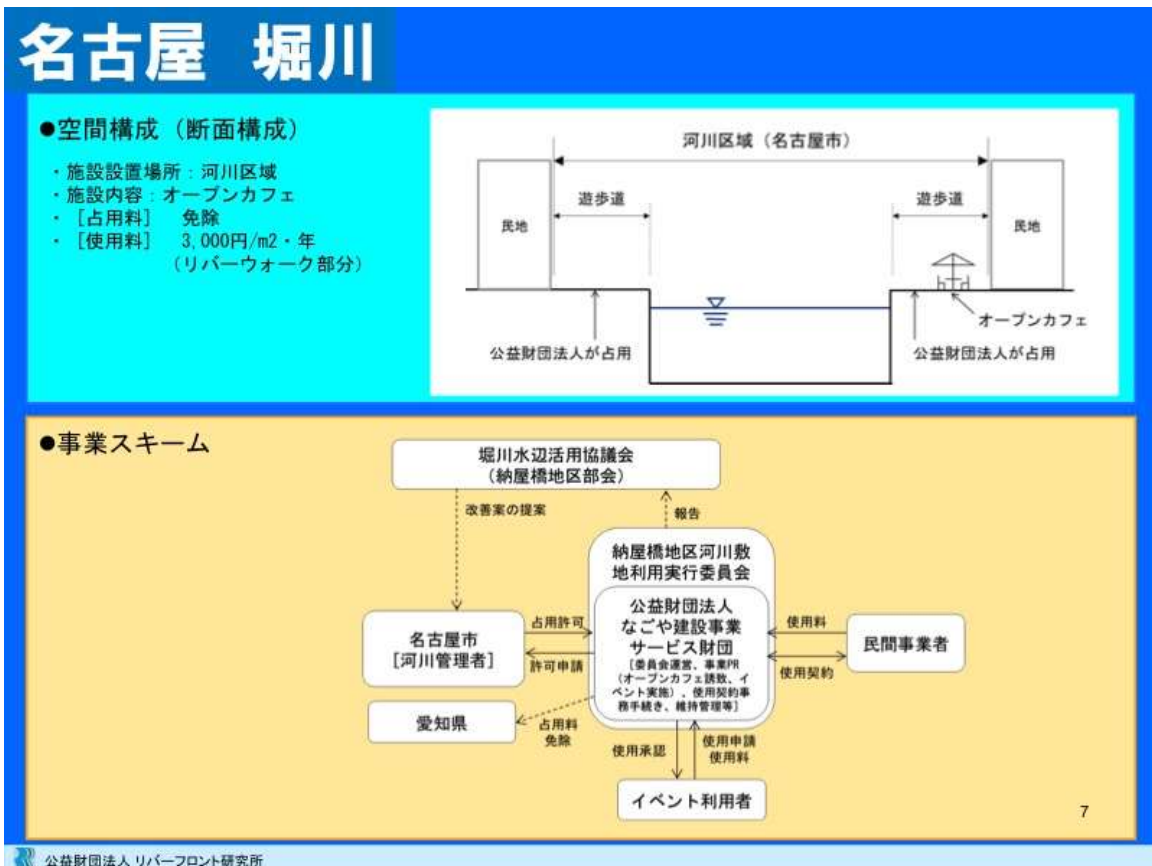 名古屋 堀川
●空間構成（断面構成）
・施設設置場所：河川区域
・施設内容：オープンカフェ
・［占用料］ 免除
・［使用料］ 3,000円/m2・年
（リバーウォーク部分）
河川区域（名古屋市）
遊歩道
遊歩道
民地
民地
オープンカフェ
公益財団法人が占用
公益財団法人が占用
●事業スキーム
堀川水辺活用協議会
（納屋橋地区部会）
改善案の提案
報告
納屋橋地区河川敷
地利用実行委員会
公益財団法人
なごや建設事業
サービス財団
［委員会運営、事業PR
（オープンカフェ誘致、イ
ベント実施）、使用契約事
務手続き、維持管理等］
名古屋市
［河川管理者］
占用許可
許可申請
使用料
使用契約
民間事業者
愛知県
占用料
免除
使用承認
使用申請
使用料
イベント利用者
7
公益財団法人 リバーフロント研究所